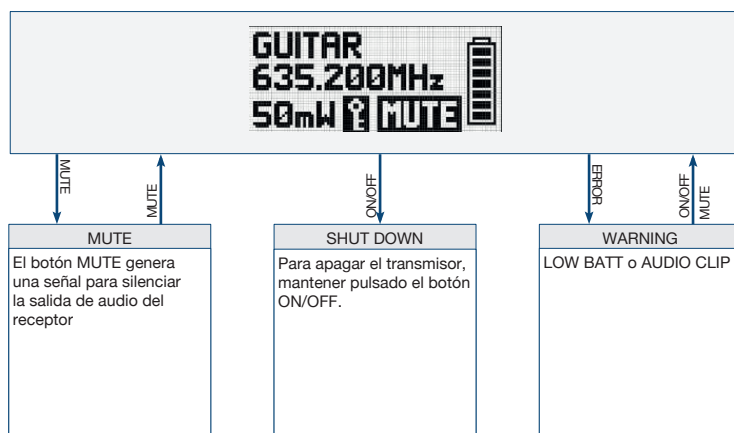 GUITAR
635.200MHz
50mW MUTE
MUTE
MUTE
ON/OFF
ERROR
ON/OFF
MUTE
MUTE
El botón MUTE genera
una señal para silenciar
la salida de audio del
receptor
SHUT DOWN
Para apagar el transmisor,
mantener pulsado el botón
ON/OFF.
WARNING
LOW BATT o AUDIO CLIP